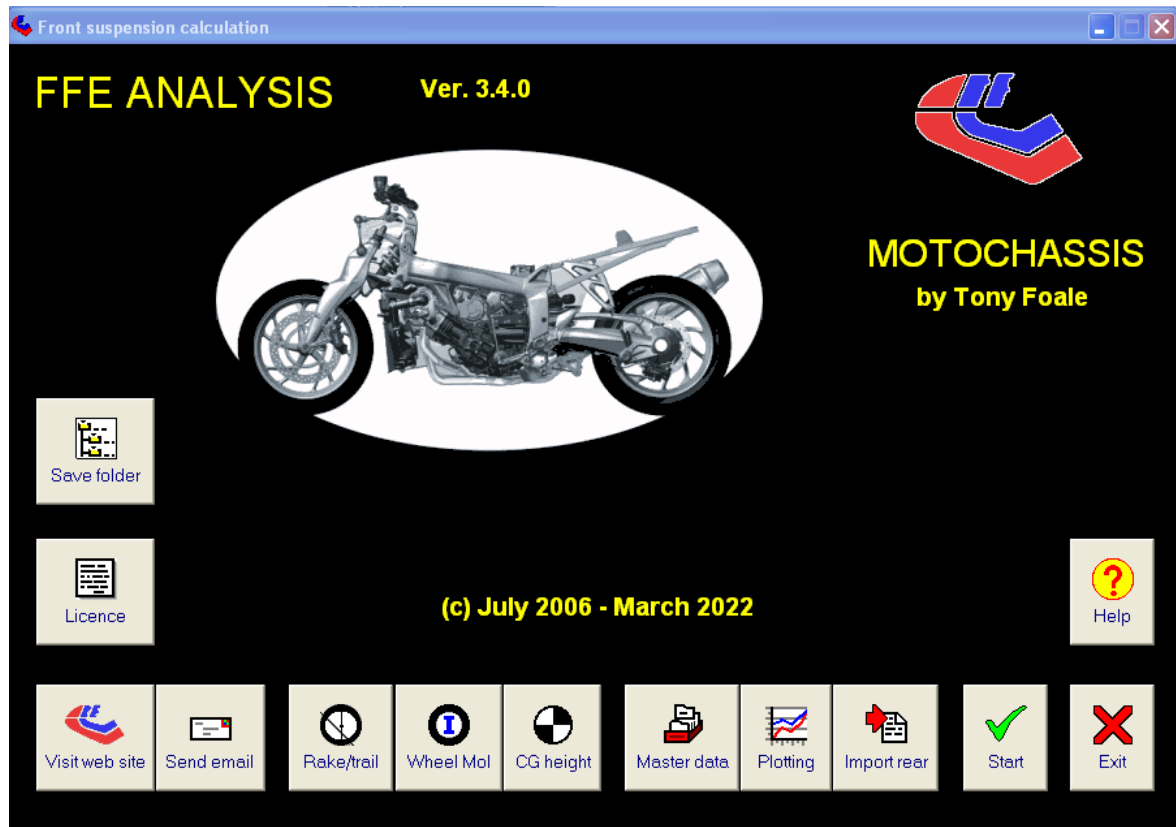 Front suspension calculation
FFE ANALYSIS
Ver. 3.4.0
MOTOCHASSIS
by Tony Foale
Save folder
Licence
(c) July 2006 - March 2022
Help
Visit web site
Send email
Rake/trail
I
Wheel MoI
CG height
Master data
Plotting
Import rear
Start
Exit